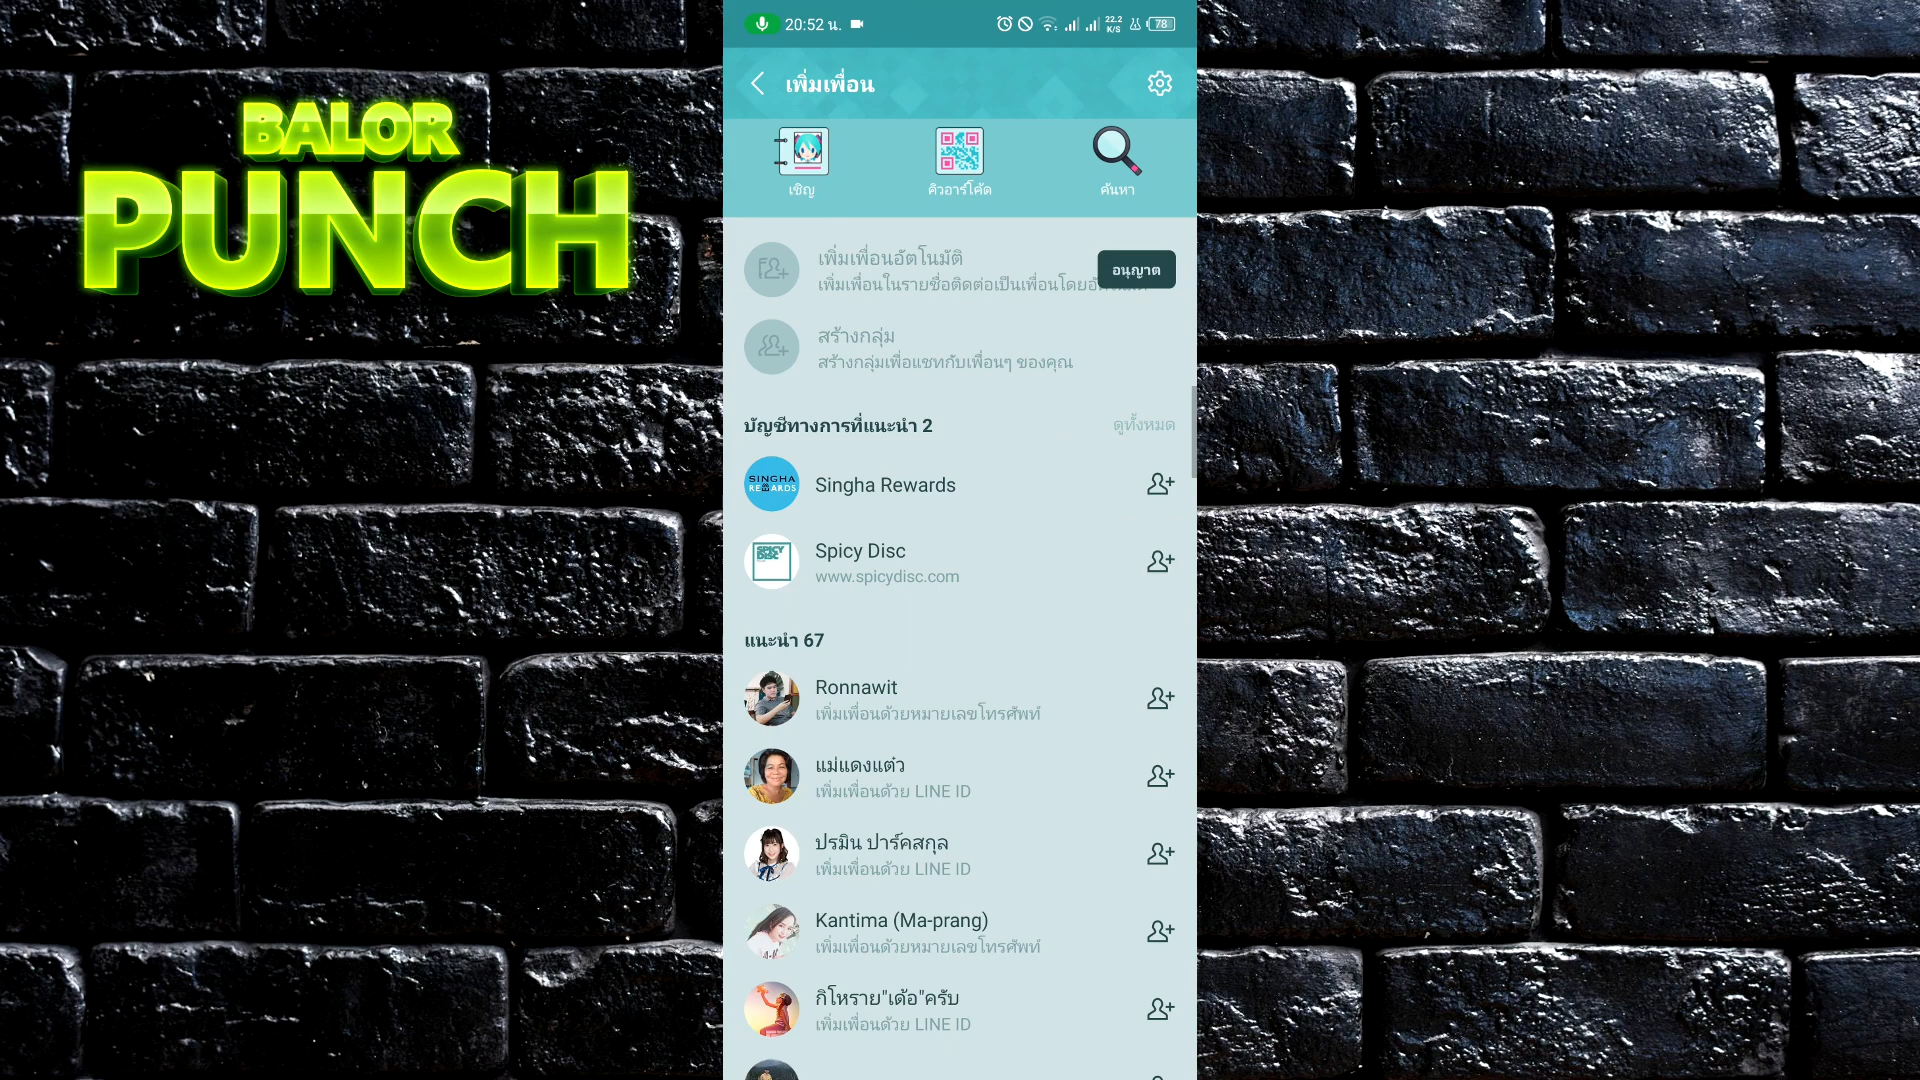 BALOR
PUNCH
20:52 น.
22.2
K/S
78
เพิ่มเพื่อน
เชิญ
คิวอาร์โค้ด
ค้นหา
เพิ่มเพื่อนอัตโนมัติ
เพิ่มเพื่อนในรายชื่อติดต่อเป็นเพื่อนโดย
อนุญาต
สร้างกลุ่ม
สร้างกลุ่มเพื่อแชทกับเพื่อนๆ ของคุณ
บัญชีทางการที่แนะนำ 2
ดูทั้งหมด
SINGHA
REWARDS
Singha Rewards
SPICY
DISC
Spicy Disc
www.spicydisc.com
แนะนำ 67
Ronnawit
เพิ่มเพื่อนด้วยหมายเลขโทรศัพท์
แม่แดงแต๋ว
เพิ่มเพื่อนด้วย LINE ID
ปรมิน ปาร์คสกุล
เพิ่มเพื่อนด้วย LINE ID
Kantima (Ma-prang)
เพิ่มเพื่อนด้วยหมายเลขโทรศัพท์
กิโหราย"เด้อ"ครับ
เพิ่มเพื่อนด้วย LINE ID